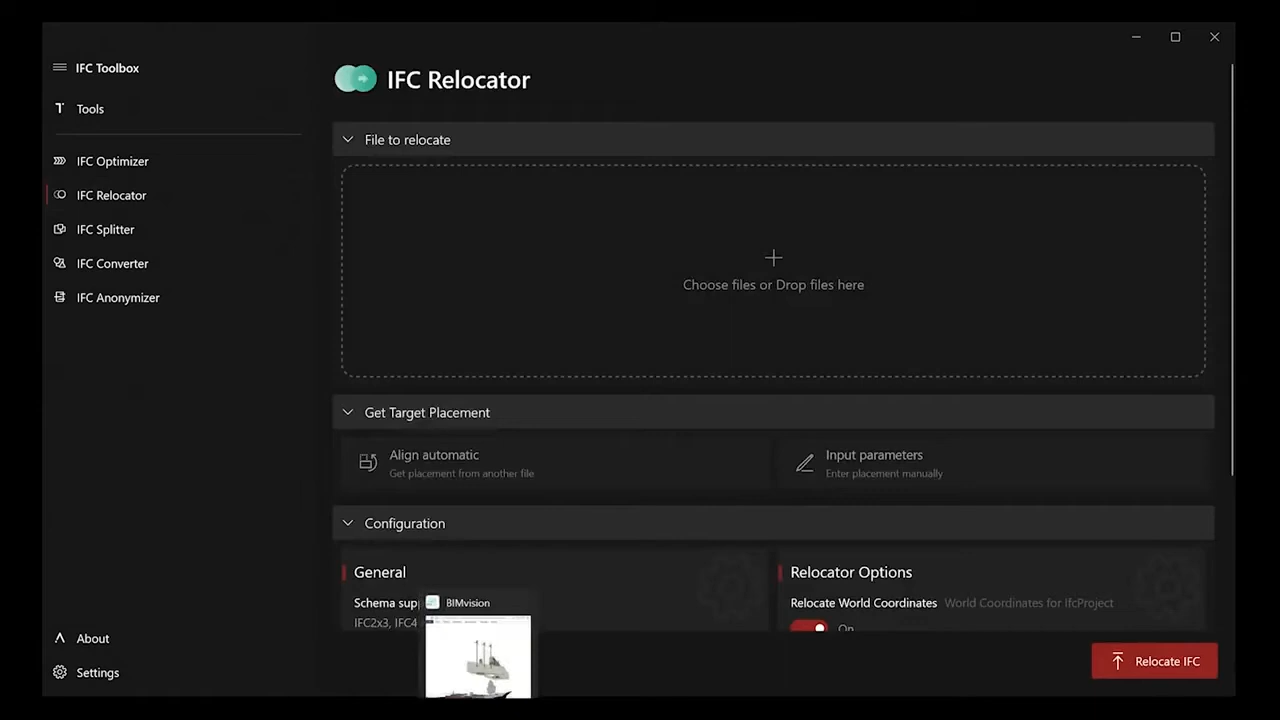 IFC Toolbox
Tools
IFC Optimizer
IFC Relocator
IFC Splitter
IFC Converter
IFC Anonymizer
About
Settings
IFC Relocator
File to relocate
Choose files or Drop files here
Get Target Placement
Align automatic
Get placement from another file
Input parameters
Enter placement manually
Configuration
General
Schema sup
IFC2x3, IFC4
BIMvision
Relocator Options
Relocate World Coordinates World Coordinates for IfcProject
On
Relocate IFC